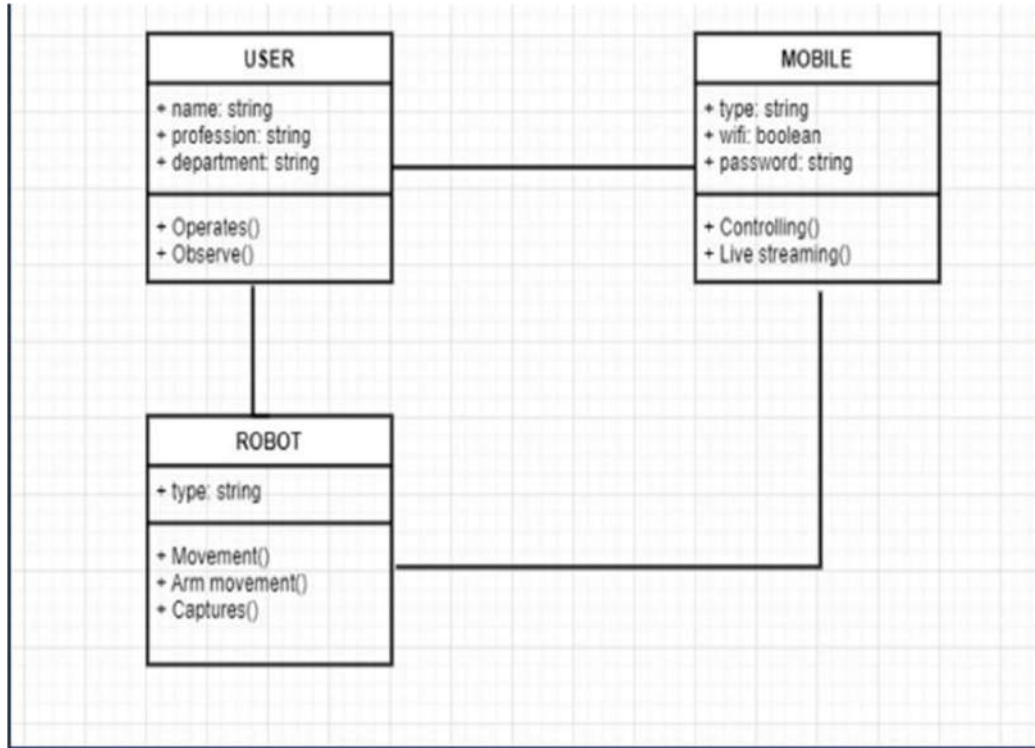 USER
+ name: string
+ profession: string
+ department: string
+ Operates()
+ Observe()
MOBILE
+ type: string
+ wifi: boolean
+ password: string
+ Controlling()
+ Live streaming()
ROBOT
+ type: string
+ Movement()
+ Arm movement()
+ Captures()